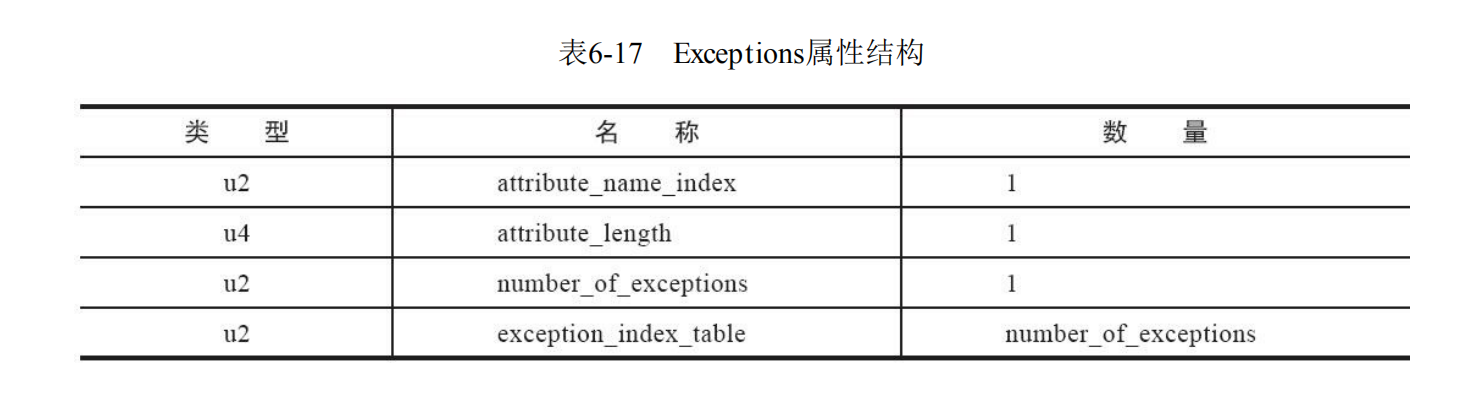 表6-17 Exceptions属性结构
类 型 名 称 数 量
u2 attribute_name_index 1
u4 attribute_length 1
u2 number_of_exceptions 1
u2 exception_index_table number_of_exceptions